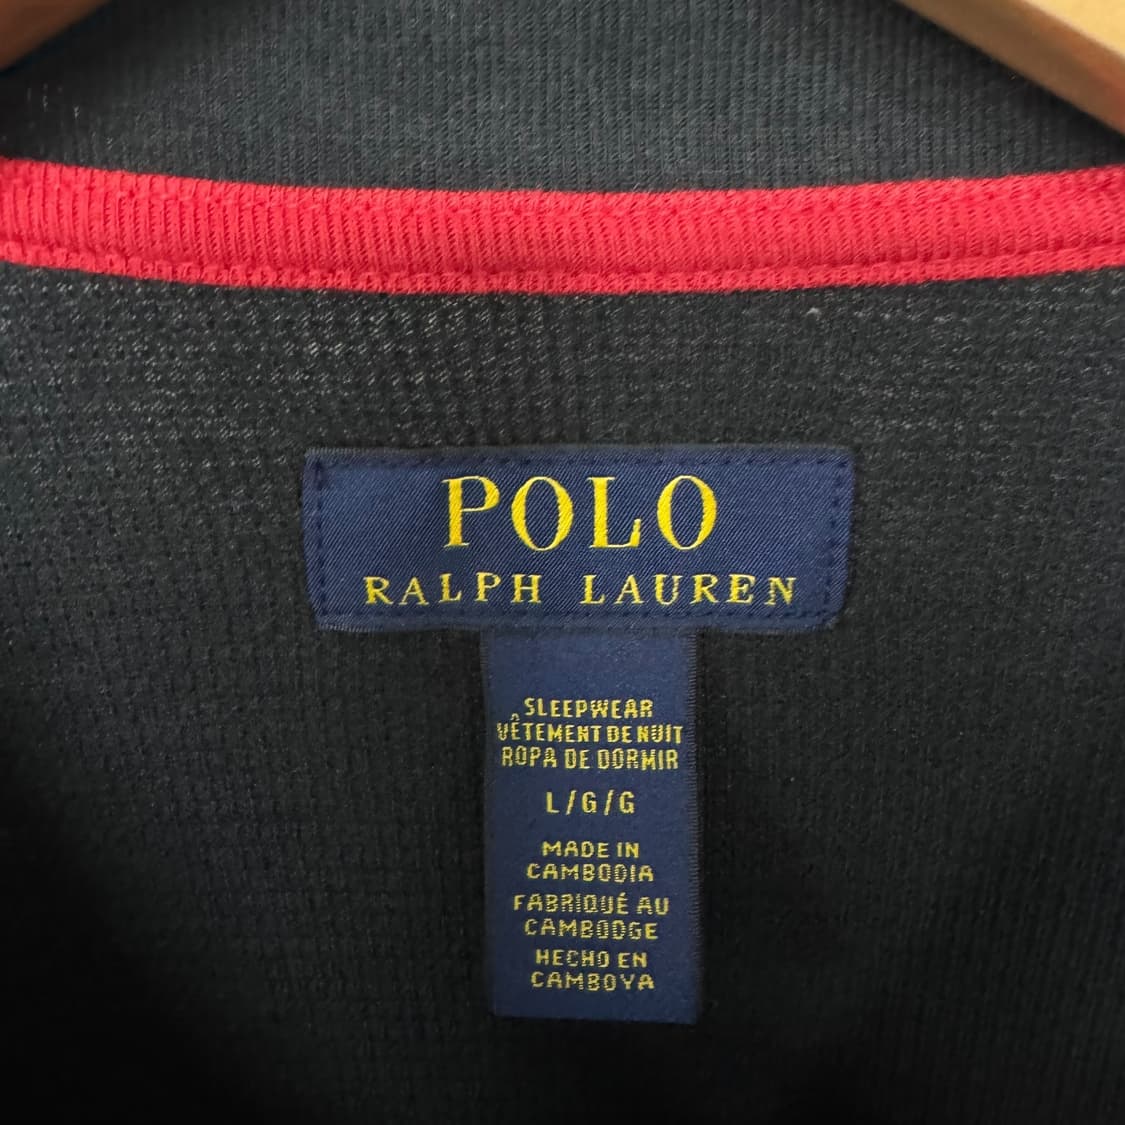 POLO
RALPH LAUREN
SLEEPWEAR
VÊTEMENT DE NUIT
ROPA DE DORMIR
L/G/G
MADE IN
CAMBODIA
FABRIQUÉ AU
CAMBODGE
HECHO EN
CAMBOYA